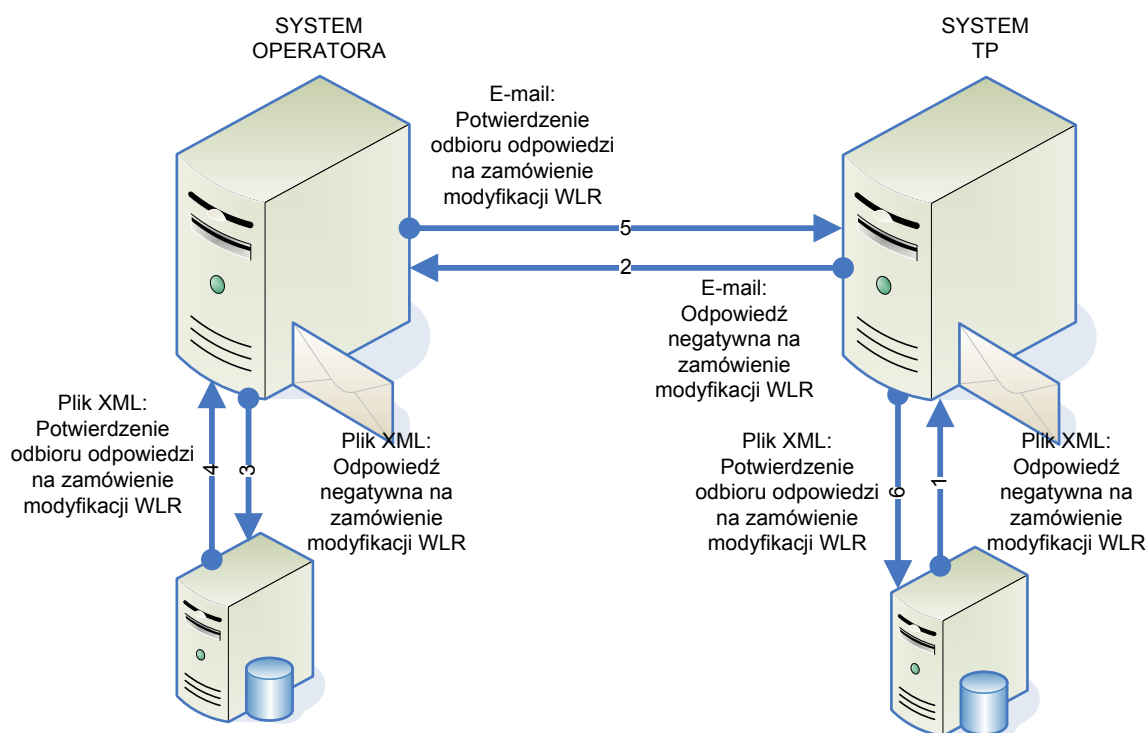 SYSTEM
OPERATORA
SYSTEM
TP
E-mail:
Potwierdzenie
odbioru odpowiedzi
na zamówienie
modyfikacji WLR
5
2
E-mail:
Odpowiedź
negatywna na
zamówienie
modyfikacji WLR
Plik XML:
Potwierdzenie
odbioru odpowiedzi
na zamówienie
modyfikacji WLR
4
3
Plik XML:
Odpowiedź
negatywna na
zamówienie
modyfikacji WLR
Plik XML:
Potwierdzenie
odbioru odpowiedzi
na zamówienie
modyfikacji WLR
6
1
Plik XML:
Odpowiedź
negatywna na
zamówienie
modyfikacji WLR